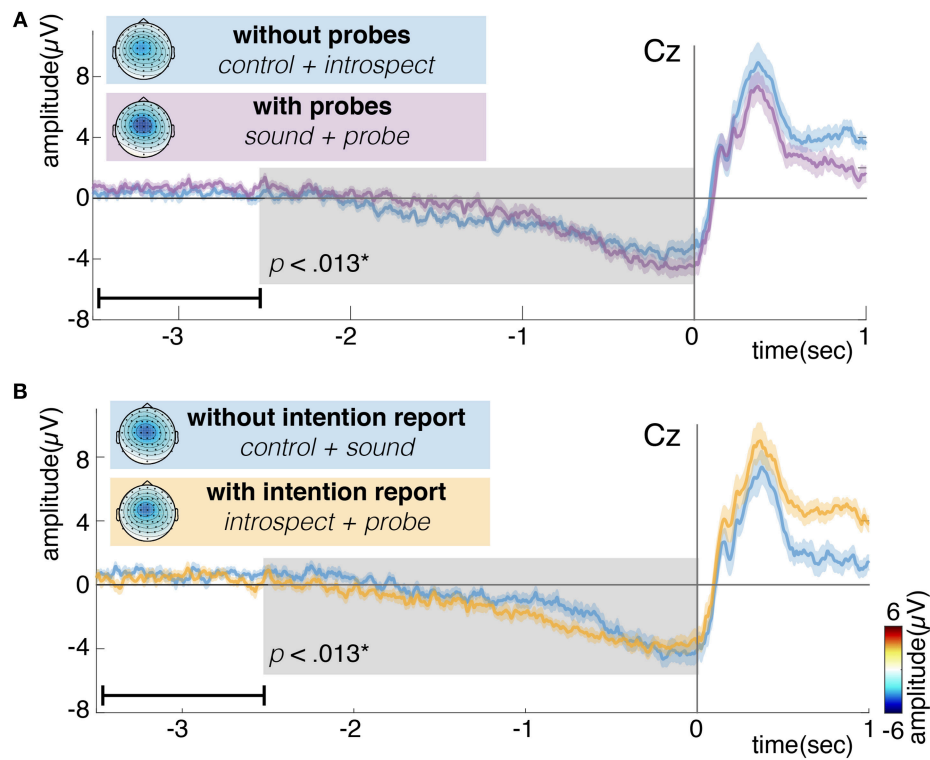 A
without probes
control + introspect
with probes
sound + probe
Cz
amplitude(µV)
8
4
0
-4
-8
p < .013*
-3
-2
-1
0
1
time(sec)
B
without intention report
control + sound
with intention report
introspect + probe
Cz
amplitude(µV)
8
4
0
-4
-8
p < .013*
-3
-2
-1
0
1
time(sec)
6
-6
amplitude(µV)